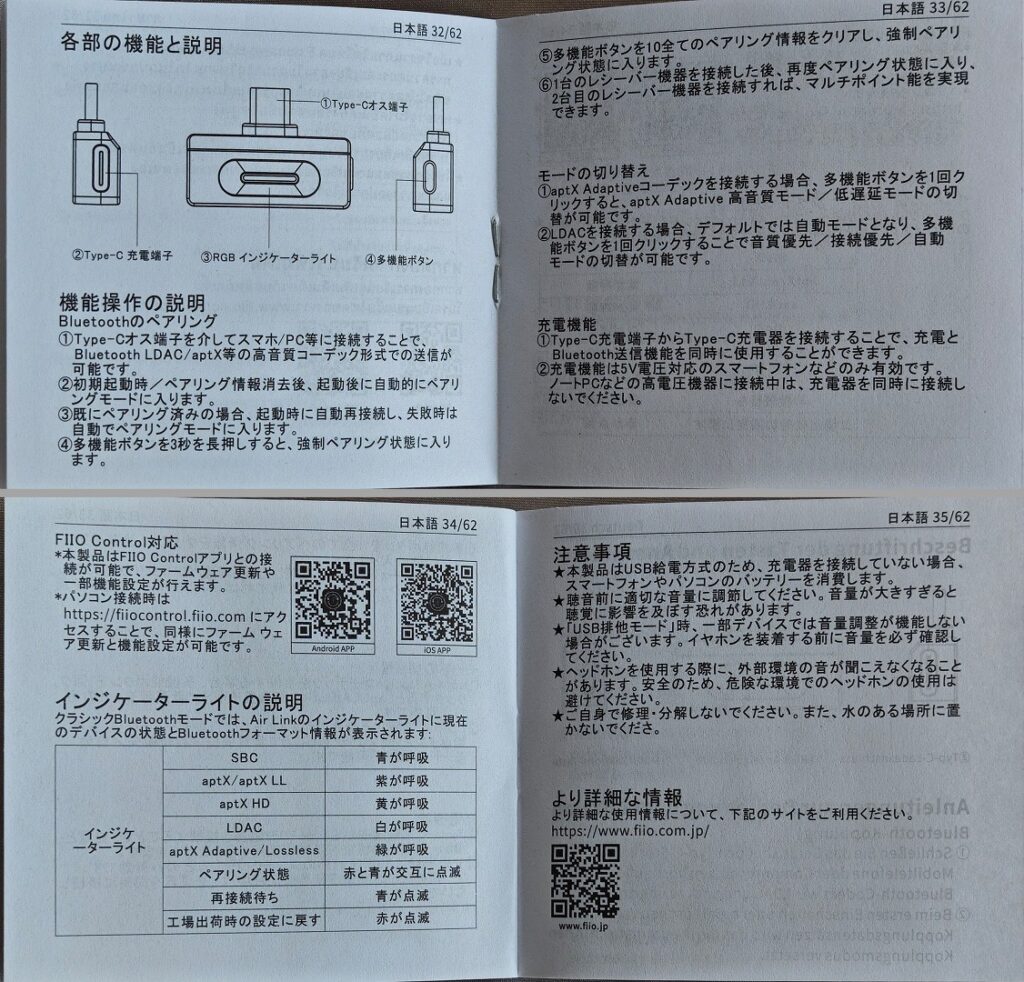 日本語 32/62
各部の機能と説明
①Type-Cオス端子
②Type-C 充電端子
③RGB インジケーターライト
④多機能ボタン
機能操作の説明
Bluetoothのペアリング
①Type-Cオス端子を介してスマホ/PC等に接続することで、
Bluetooth LDAC/aptX等の高音質コーデック形式での送信が
可能です。
②初期起動時／ペアリング情報消去後、起動後に自動的にペアリ
ングモードに入ります。
③既にペアリング済みの場合、起動時に自動再接続し、失敗時は
自動でペアリングモードに入ります。
④多機能ボタンを3秒を長押しすると、強制ペアリング状態に入り
ます。
日本語 33/62
⑤多機能ボタンを10全てのペアリング情報をクリアし、強制ペアリ
ング状態に入ります。
⑥1台のレシーバー機器を接続した後、再度ペアリング状態に入り、
2台目のレシーバー機器を接続すれば、マルチポイント能を実現
できます。
モードの切り替え
①aptX Adaptiveコーデックを接続する場合、多機能ボタンを1回ク
リックすると、aptX Adaptive 高音質モード／低遅延モードの切
替が可能です。
②LDACを接続する場合、デフォルトでは自動モードとなり、多機
能ボタンを1回クリックすることで音質優先／接続優先／自動
モードの切替が可能です。
充電機能
①Type-C充電端子からType-C充電器を接続することで、充電と
Bluetooth送信機能を同時に使用することができます。
②充電機能は5V電圧対応のスマートフォンなどのみ有効です。
ノートPCなどの高電圧機器に接続中は、充電器を同時に接続し
ないでください。
日本語 34/62
FIIO Control対応
*本製品はFIIO Controlアプリとの接
続が可能で、ファームウェア更新や
一部機能設定が行えます。
*パソコン接続時は
https://fiiocontrol.fiio.com にアク
セスすることで、同様にファーム ウェ
ア更新と機能設定が可能です。
Android APP
iOS APP
インジケーターライトの説明
クラシックBluetoothモードでは、Air Linkのインジケーターライトに現在
のデバイスの状態とBluetoothフォーマット情報が表示されます:
インジケ
ーターライト
SBC 青が呼吸
aptX/aptX LL 紫が呼吸
aptX HD 黄が呼吸
LDAC 白が呼吸
aptX Adaptive/Lossless 緑が呼吸
ペアリング状態 赤と青が交互に点滅
再接続待ち 青が点滅
工場出荷時の設定に戻す 赤が点滅
日本語 35/62
注意事項
★本製品はUSB給電方式のため、充電器を接続していない場合、
スマートフォンやパソコンのバッテリーを消費します。
★聴音前に適切な音量に調節してください。音量が大きすぎると
聴覚に影響を及ぼす恐れがあります。
★「USB排他モード」時、一部デバイスでは音量調整が機能しない
場合がございます。イヤホンを装着する前に音量を必ず確認し
てください。
★ヘッドホンを使用する際に、外部環境の音が聞こえなくなること
があります。安全のため、危険な環境でのヘッドホンの使用は
避けてください。
★ご自身で修理・分解しないでください。また、水のある場所に置
かないでくださ。
より詳細な情報
より詳細な使用情報について、下記のサイトをご利用ください。
https://www.fiio.com.jp/
www.fiio.jp